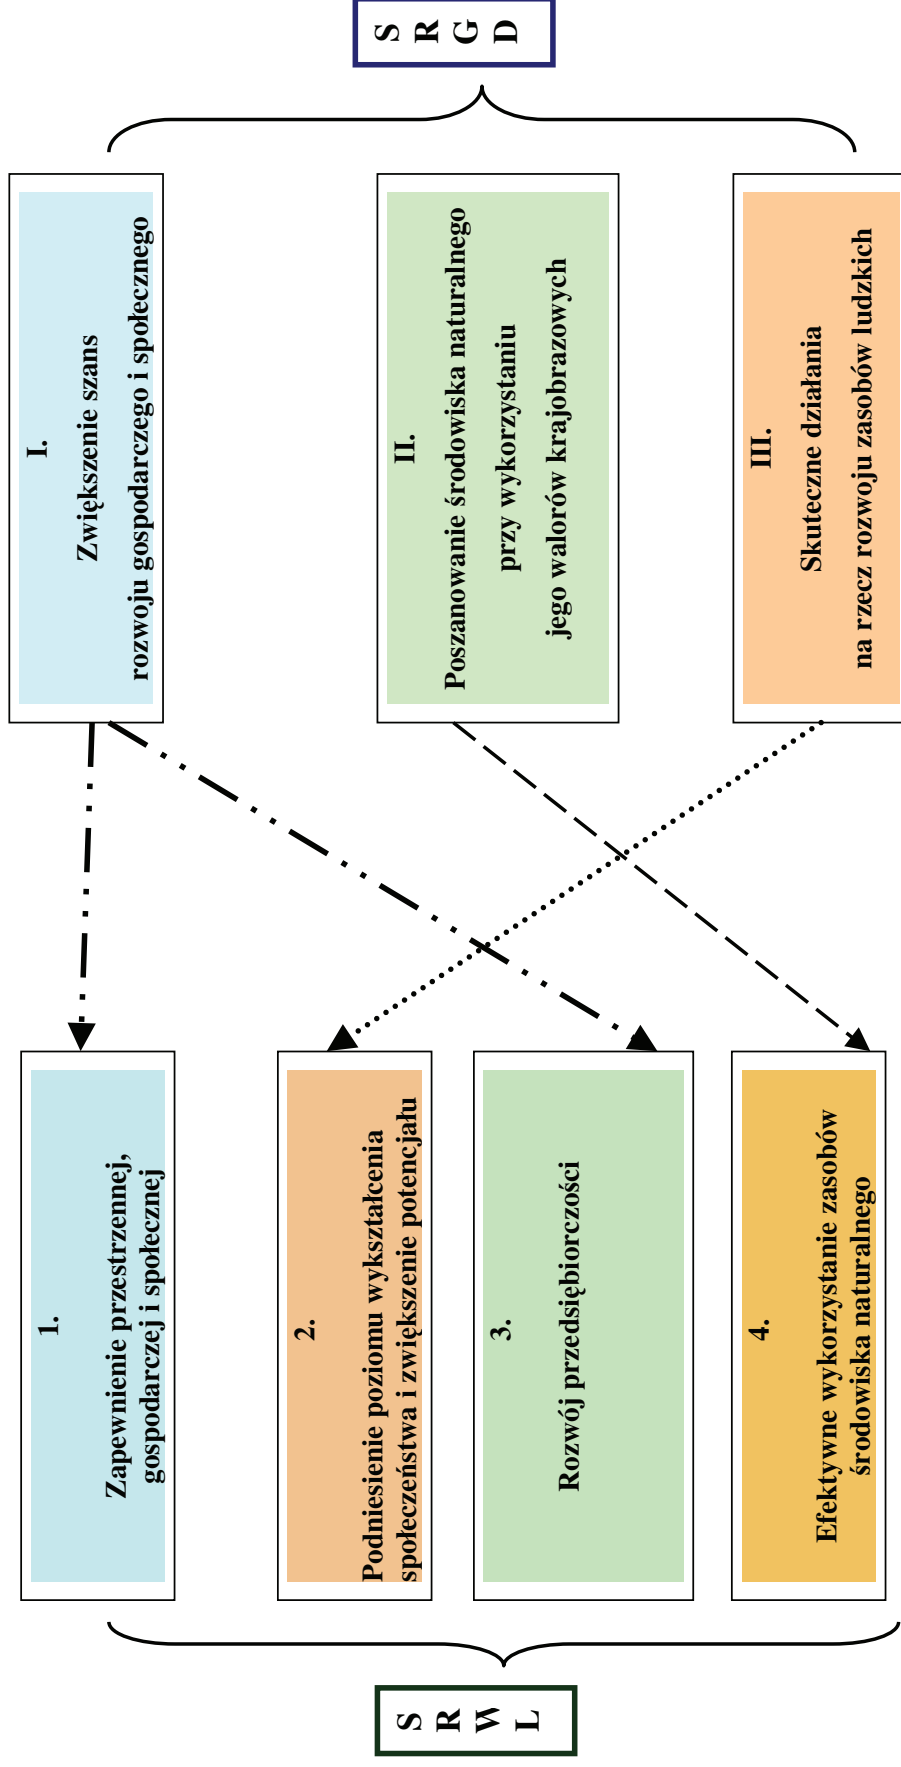 S
R
W
L
1.
Zapewnienie przestrzennej,
gospodarczej i społecznej
2.
Podniesienie poziomu wykształcenia
społeczeństwa i zwiększenie potencjału
3.
Rozwój przedsiębiorczości
4.
Efektywne wykorzystanie zasobów
środowiska naturalnego
I.
Zwiększenie szans
rozwoju gospodarczego i społecznego
II.
Poszanowanie środowiska naturalnego
przy wykorzystaniu
jego walorów krajobrazowych
III.
Skuteczne działania
na rzecz rozwoju zasobów ludzkich
S
R
G
D